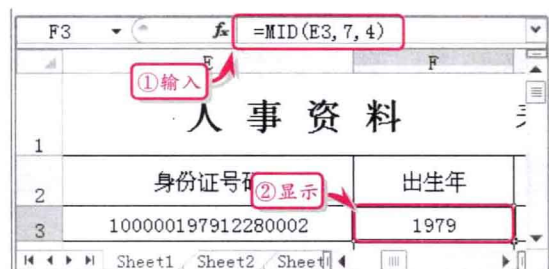 F3 fx =MID(E3,7,4)
①输入
E F
1 人事资料
2 身份证号 ②显示 出生年
3 100000197912280002 1979
Sheet1 Sheet2 Sheet